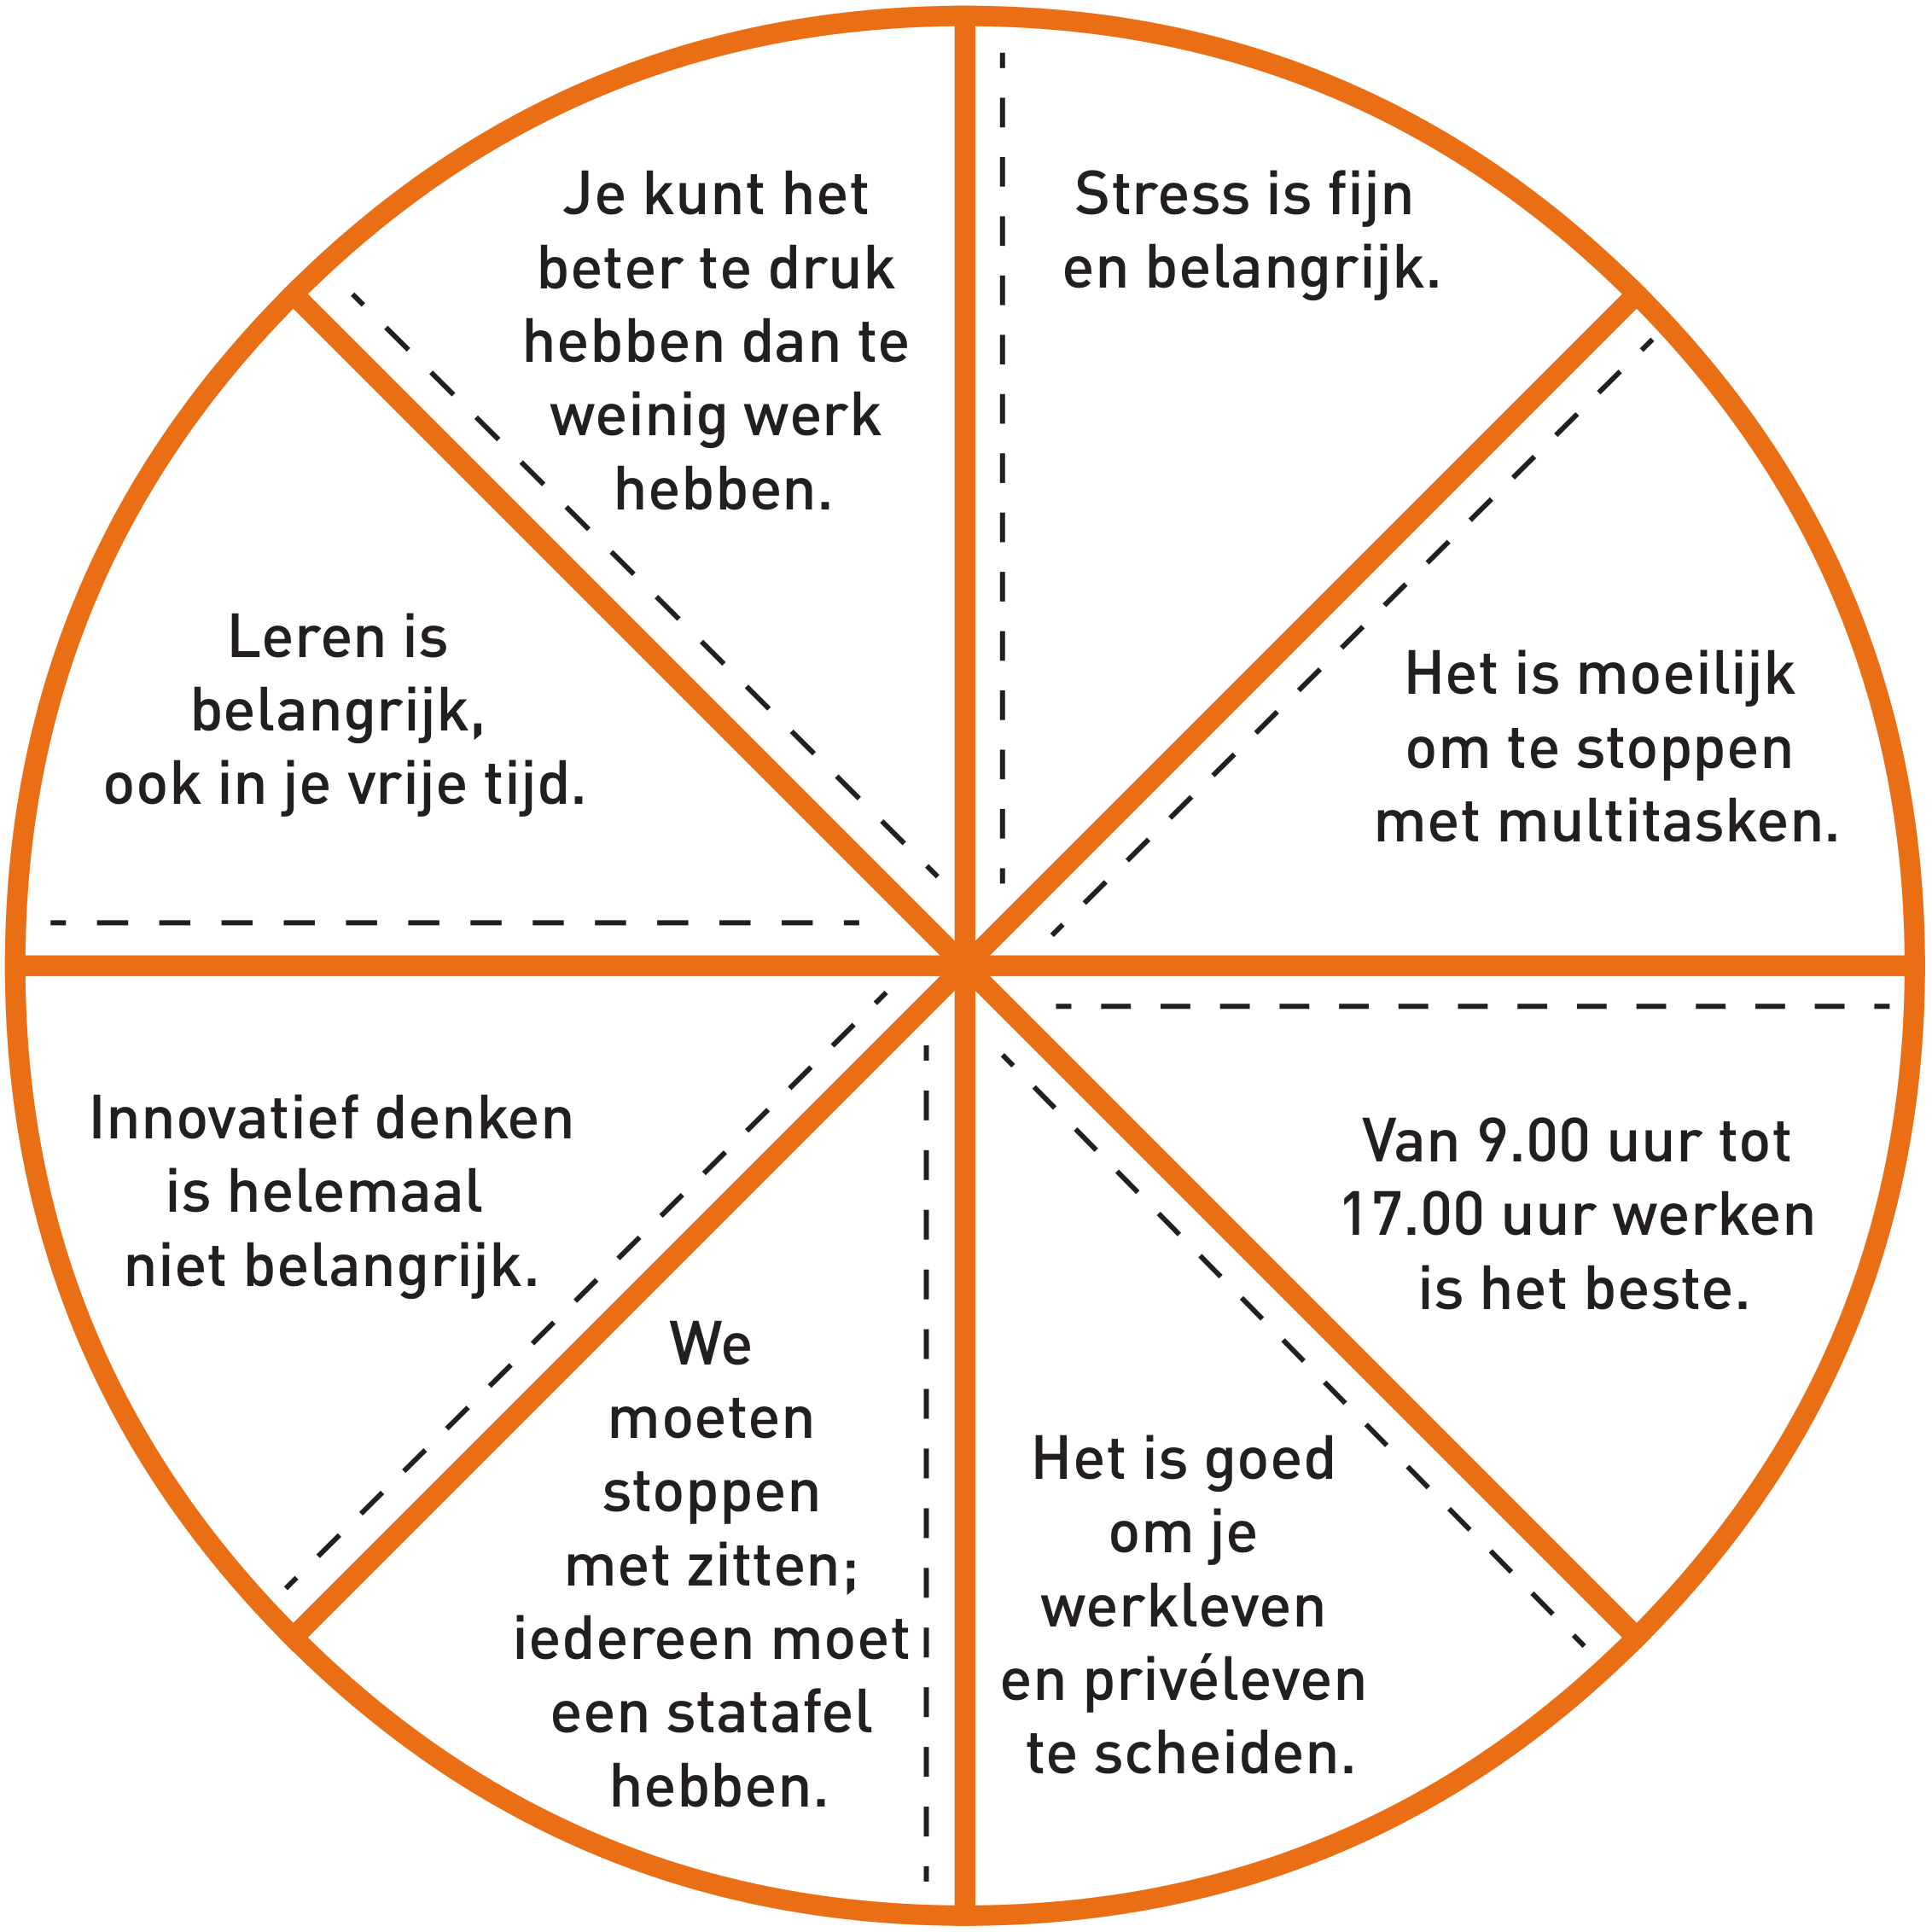 Je kunt het
beter te druk
hebben dan te
weinig werk
hebben.
Stress is fijn
en belangrijk.
Het is moeilijk
om te stoppen
met multitasken.
Van 9.00 uur tot
17.00 uur werken
is het beste.
Het is goed
om je
werkleven
en privéleven
te scheiden.
We
moeten
stoppen
met zitten;
iedereen moet
een statafel
hebben.
Innovatief denken
is helemaal
niet belangrijk.
Leren is
belangrijk,
ook in je vrije tijd.